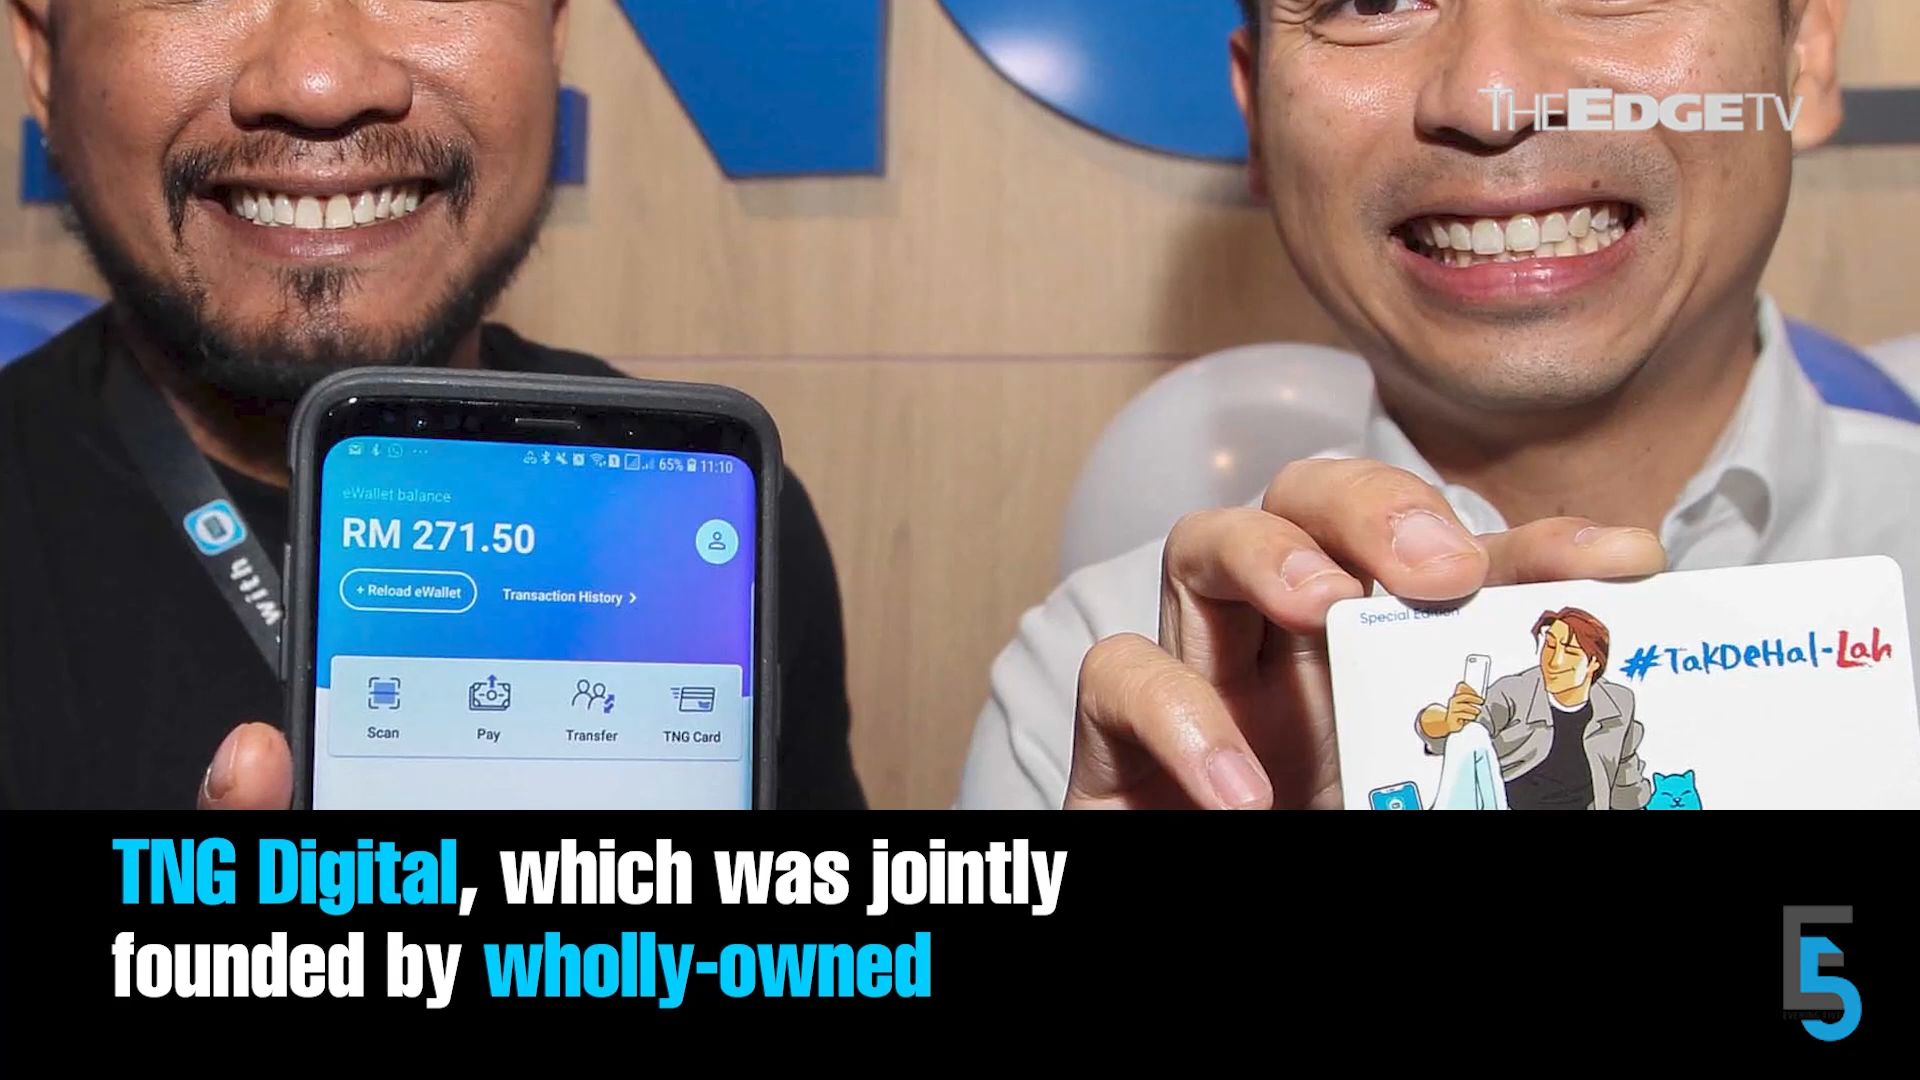 THEEDGETV
65% 11:10
eWallet balance
RM 271.50
+ Reload eWallet
Transaction History >
Scan
Pay
Transfer
TNG Card
with
Special Edition
#TakDeHal-Lah
TNG Digital, which was jointly
founded by wholly-owned
E5